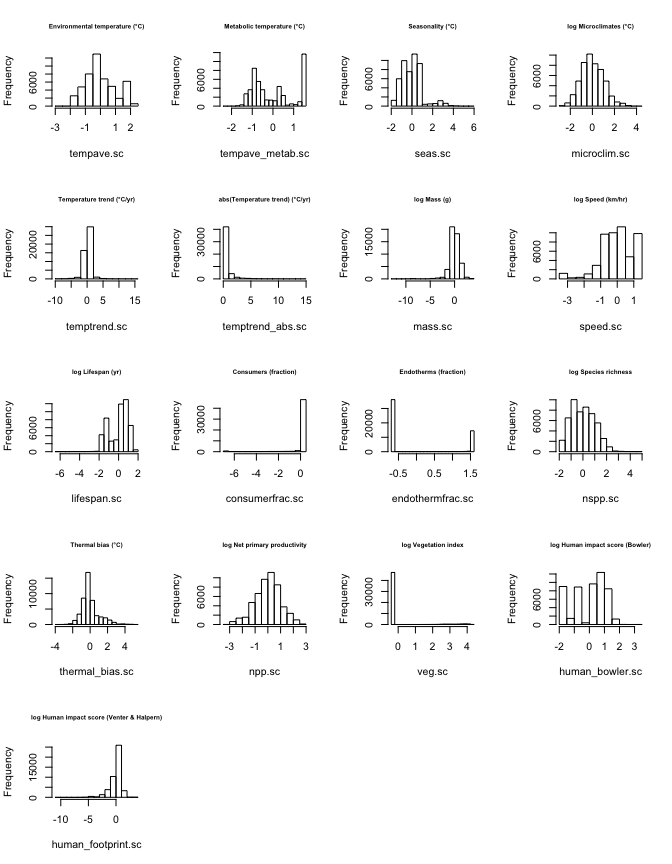 Environmental temperature (°C)
Frequency
0 6000
-3 -1 1 2
tempave.sc
Metabolic temperature (°C)
Frequency
0 6000
-2 -1 0 1
tempave_metab.sc
Seasonality (°C)
Frequency
0 6000
-2 0 2 4 6
seas.sc
log Microclimates (°C)
Frequency
0 6000
-2 0 2 4
microclim.sc
Temperature trend (°C/yr)
Frequency
0 20000
-10 0 5 15
temptrend.sc
abs(Temperature trend) (°C/yr)
Frequency
0 30000
0 5 10 15
temptrend_abs.sc
log Mass (g)
Frequency
0 15000
-10 -5 0
mass.sc
log Speed (km/hr)
Frequency
0 6000
-3 -1 0 1
speed.sc
log Lifespan (yr)
Frequency
0 6000
-6 -4 -2 0 2
lifespan.sc
Consumers (fraction)
Frequency
0 30000
-6 -4 -2 0
consumerfrac.sc
Endotherms (fraction)
Frequency
0 20000
-0.5 0.5 1.5
endothermfrac.sc
log Species richness
Frequency
0 6000
-2 0 2 4
nspp.sc
Thermal bias (°C)
Frequency
0 10000
-4 0 2 4
thermal_bias.sc
log Net primary productivity
Frequency
0 6000
-3 -1 1 3
npp.sc
log Vegetation index
Frequency
0 30000
0 1 2 3 4
veg.sc
log Human impact score (Bowler)
Frequency
0 6000
-2 0 1 2 3
human_bowler.sc
log Human impact score (Venter & Halpern)
Frequency
0 15000
-10 -5 0
human_footprint.sc